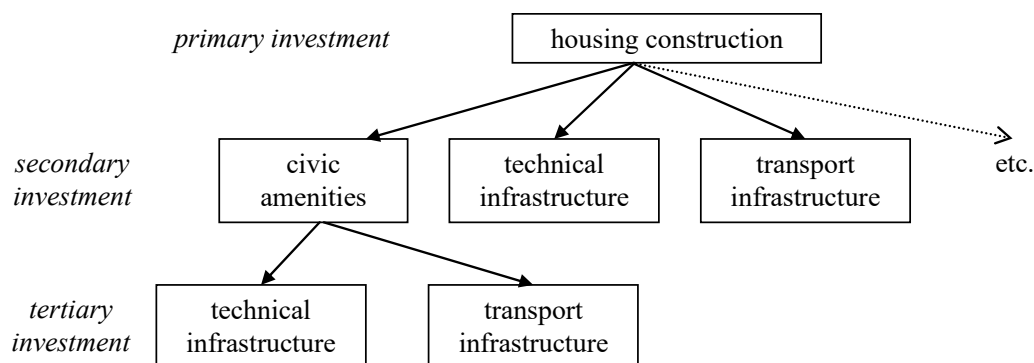 primary investment
housing construction
secondary
investment
civic
amenities
technical
infrastructure
transport
infrastructure
etc.
tertiary
investment
technical
infrastructure
transport
infrastructure